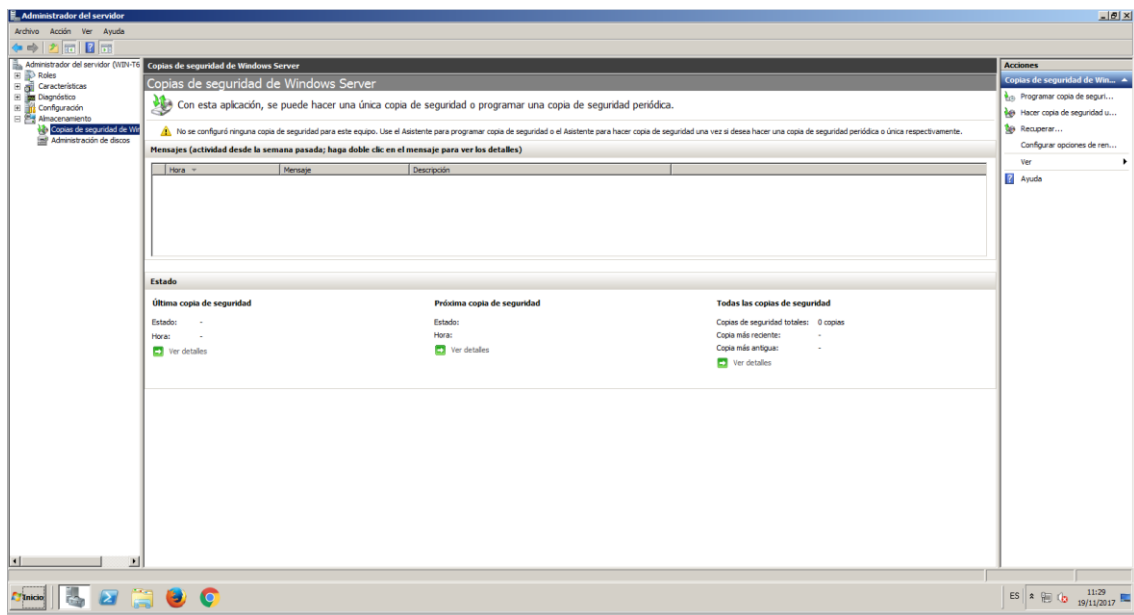 Administrador del servidor
Archivo Acción Ver Ayuda
Administrador del servidor (WIN-T6
Roles
Características
Diagnóstico
Configuración
Almacenamiento
Copias de seguridad de Wir
Administración de discos
Copias de seguridad de Windows Server
Copias de seguridad de Windows Server
Con esta aplicación, se puede hacer una única copia de seguridad o programar una copia de seguridad periódica.
No se configuró ninguna copia de seguridad para este equipo. Use el Asistente para programar copia de seguridad o el Asistente para hacer copia de seguridad una vez si desea hacer una copia de seguridad periódica o única respectivamente.
Mensajes (actividad desde la semana pasada; haga doble clic en el mensaje para ver los detalles)
Hora Mensaje Descripción
Estado
Última copia de seguridad
Estado: -
Hora: -
Ver detalles
Próxima copia de seguridad
Estado:
Hora:
Ver detalles
Todas las copias de seguridad
Copias de seguridad totales: 0 copias
Copia más reciente: -
Copia más antigua: -
Ver detalles
Acciones
Copias de seguridad de Win...
Programar copia de seguri...
Hacer copia de seguridad u...
Recuperar...
Configurar opciones de ren...
Ver
Ayuda
Inicio
ES
11:29
19/11/2017